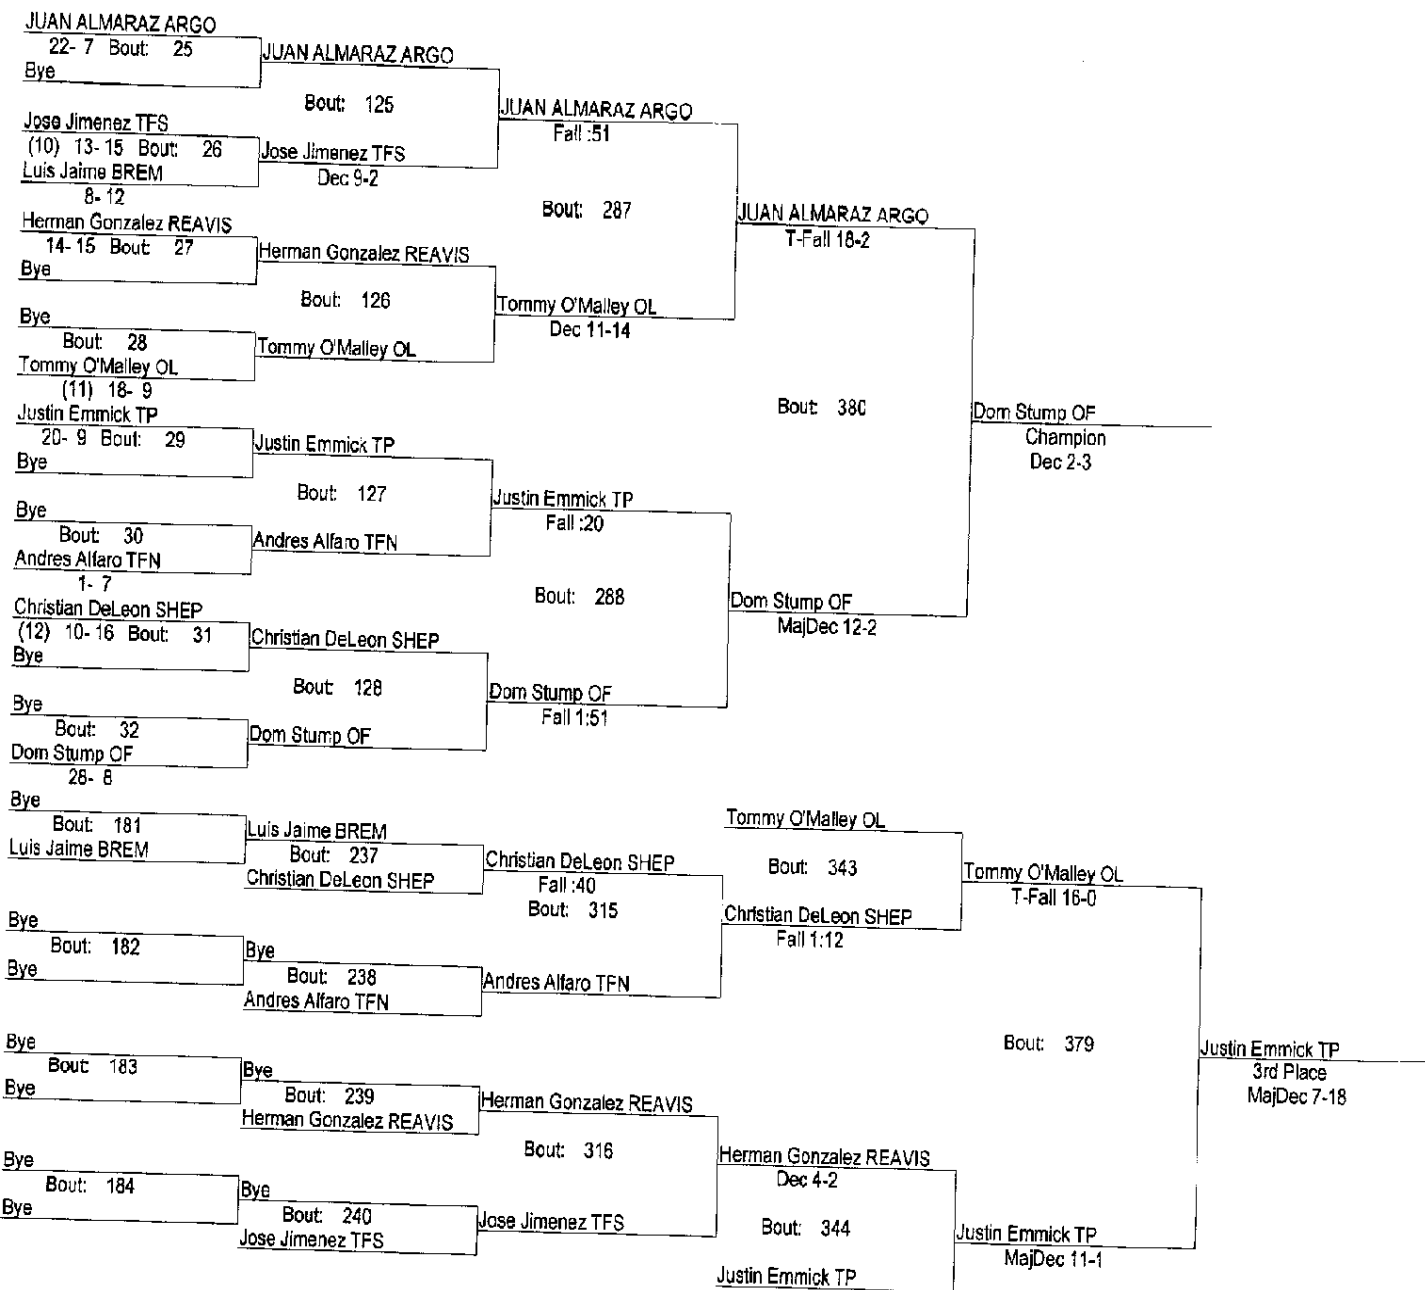 JUAN ALMARAZ ARGO
22- 7 Bout: 25
JUAN ALMARAZ ARGO
Bye
Bout: 125
JUAN ALMARAZ ARGO
Fall :51
Jose Jimenez TFS
(10) 13- 15 Bout: 26
Jose Jimenez TFS
Dec 9-2
Luis Jaime BREM
8- 12
Bout: 287
JUAN ALMARAZ ARGO
T-Fall 18-2
Herman Gonzalez REAVIS
14- 15 Bout: 27
Herman Gonzalez REAVIS
Bye
Bout: 126
Tommy O'Malley OL
Dec 11-14
Bye
Bout: 28
Tommy O'Malley OL
Tommy O'Malley OL
(11) 18- 9
Bout: 380
Dom Stump OF
Champion
Dec 2-3
Justin Emmick TP
20- 9 Bout: 29
Justin Emmick TP
Bye
Bout: 127
Justin Emmick TP
Fall :20
Bye
Bout: 30
Andres Alfaro TFN
Andres Alfaro TFN
1- 7
Bout: 288
Dom Stump OF
MajDec 12-2
Christian DeLeon SHEP
(12) 10- 16 Bout: 31
Christian DeLeon SHEP
Bye
Bout: 128
Dom Stump OF
Fall 1:51
Bye
Bout: 32
Dom Stump OF
Dom Stump OF
28- 8
Bye
Bout: 181
Luis Jaime BREM
Luis Jaime BREM
Bout: 237
Christian DeLeon SHEP
Christian DeLeon SHEP
Fall :40
Bout: 315
Tommy O'Malley OL
Bout: 343
Tommy O'Malley OL
T-Fall 16-0
Christian DeLeon SHEP
Fall 1:12
Bye
Bout: 182
Bye
Bye
Bout: 238
Andres Alfaro TFN
Andres Alfaro TFN
Bout: 379
Justin Emmick TP
3rd Place
MajDec 7-18
Bye
Bout: 183
Bye
Bye
Bout: 239
Herman Gonzalez REAVIS
Herman Gonzalez REAVIS
Bout: 316
Herman Gonzalez REAVIS
Dec 4-2
Bye
Bout: 184
Bye
Bye
Bout: 240
Jose Jimenez TFS
Jose Jimenez TFS
Bout: 344
Justin Emmick TP
MajDec 11-1
Justin Emmick TP